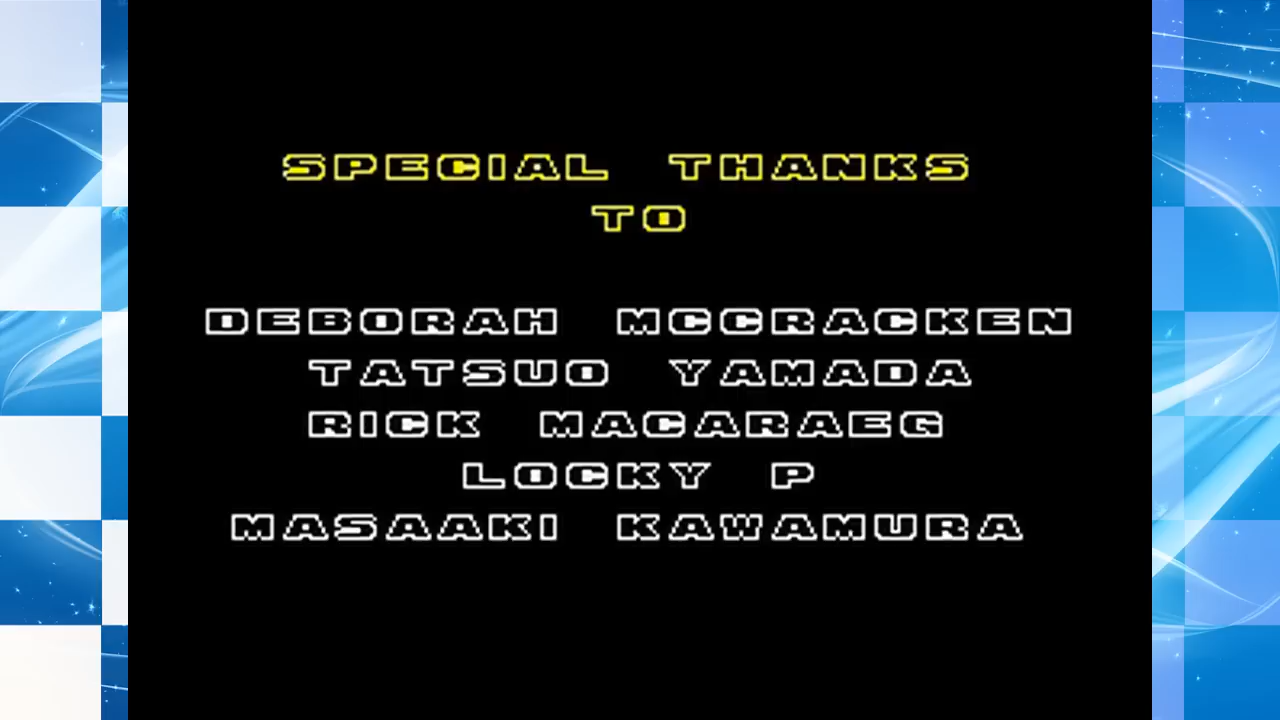 SPECIAL THANKS
TO
DEBORAH MCCRACKEN
TATSUO YAMADA
RICK MACARAEG
LOCKY P
MASAAKI KAWAMURA